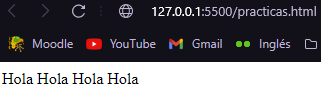 127.0.0.1:5500/practicas.html
Moodle YouTube Gmail Inglés
Hola Hola Hola Hola